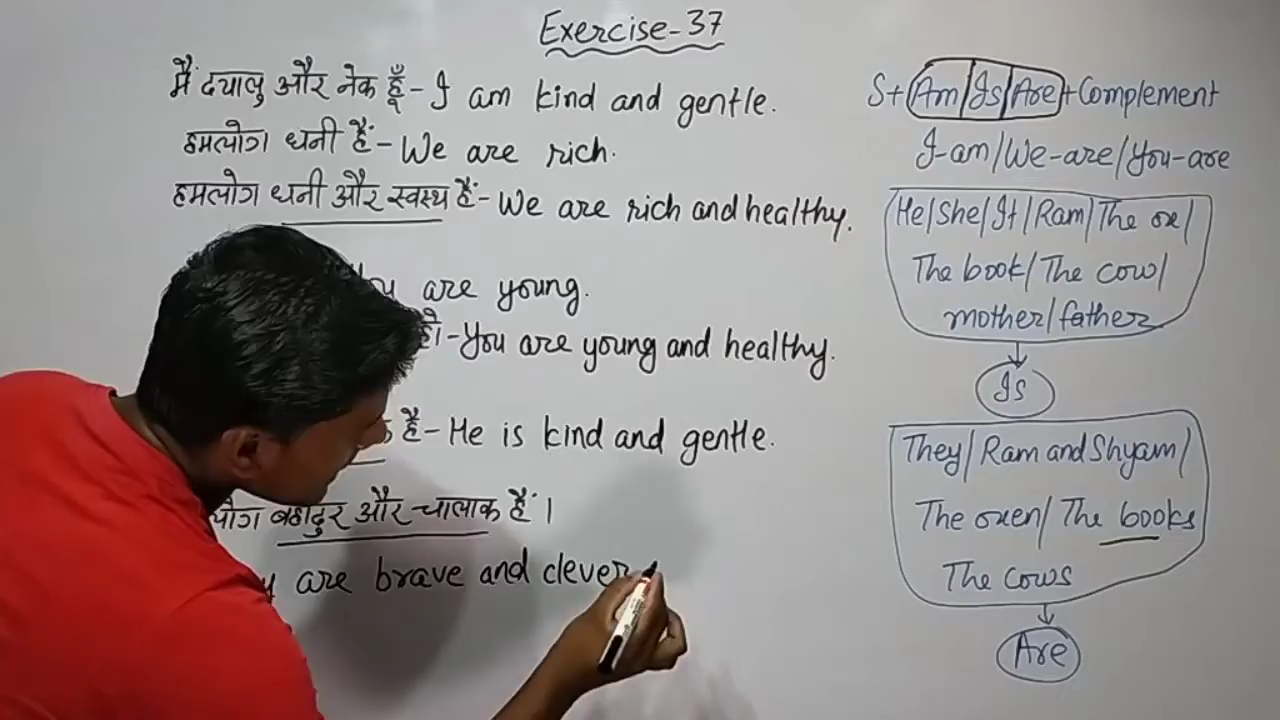 Exercise-37
मैं दयालु और नेक हूँ - I am kind and gentle.
हमलोग धनी हैं - We are rich.
हमलोग धनी और स्वस्थ हैं - We are rich and healthy.
are young.
हो। - You are young and healthy.
है - He is kind and gentle.
बहादुर और चालाक हैं।
are brave and clever
S+Am/Is/Are+Complement
I-am/We-are/You-are
He/She/It/Ram/The ox/
The book/The cow/
mother/father
Is
They/Ram and Shyam/
The oxen/The books
The cows
Are